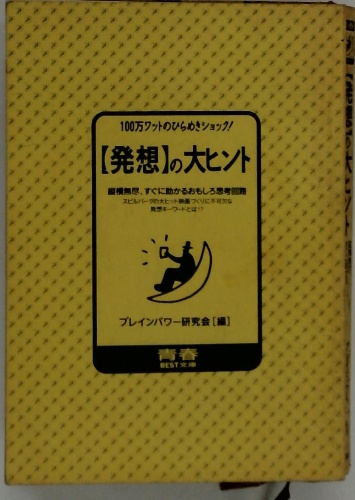 100万ワットのひらめきショック!
【発想】の大ヒント
縦横無尽、すぐに助かるおもしろ思考回路
スピルバーグの大ヒット映画づくりに不可欠な
発想キーワードとは!?
ブレインパワー研究会[編]
青春
BEST文庫